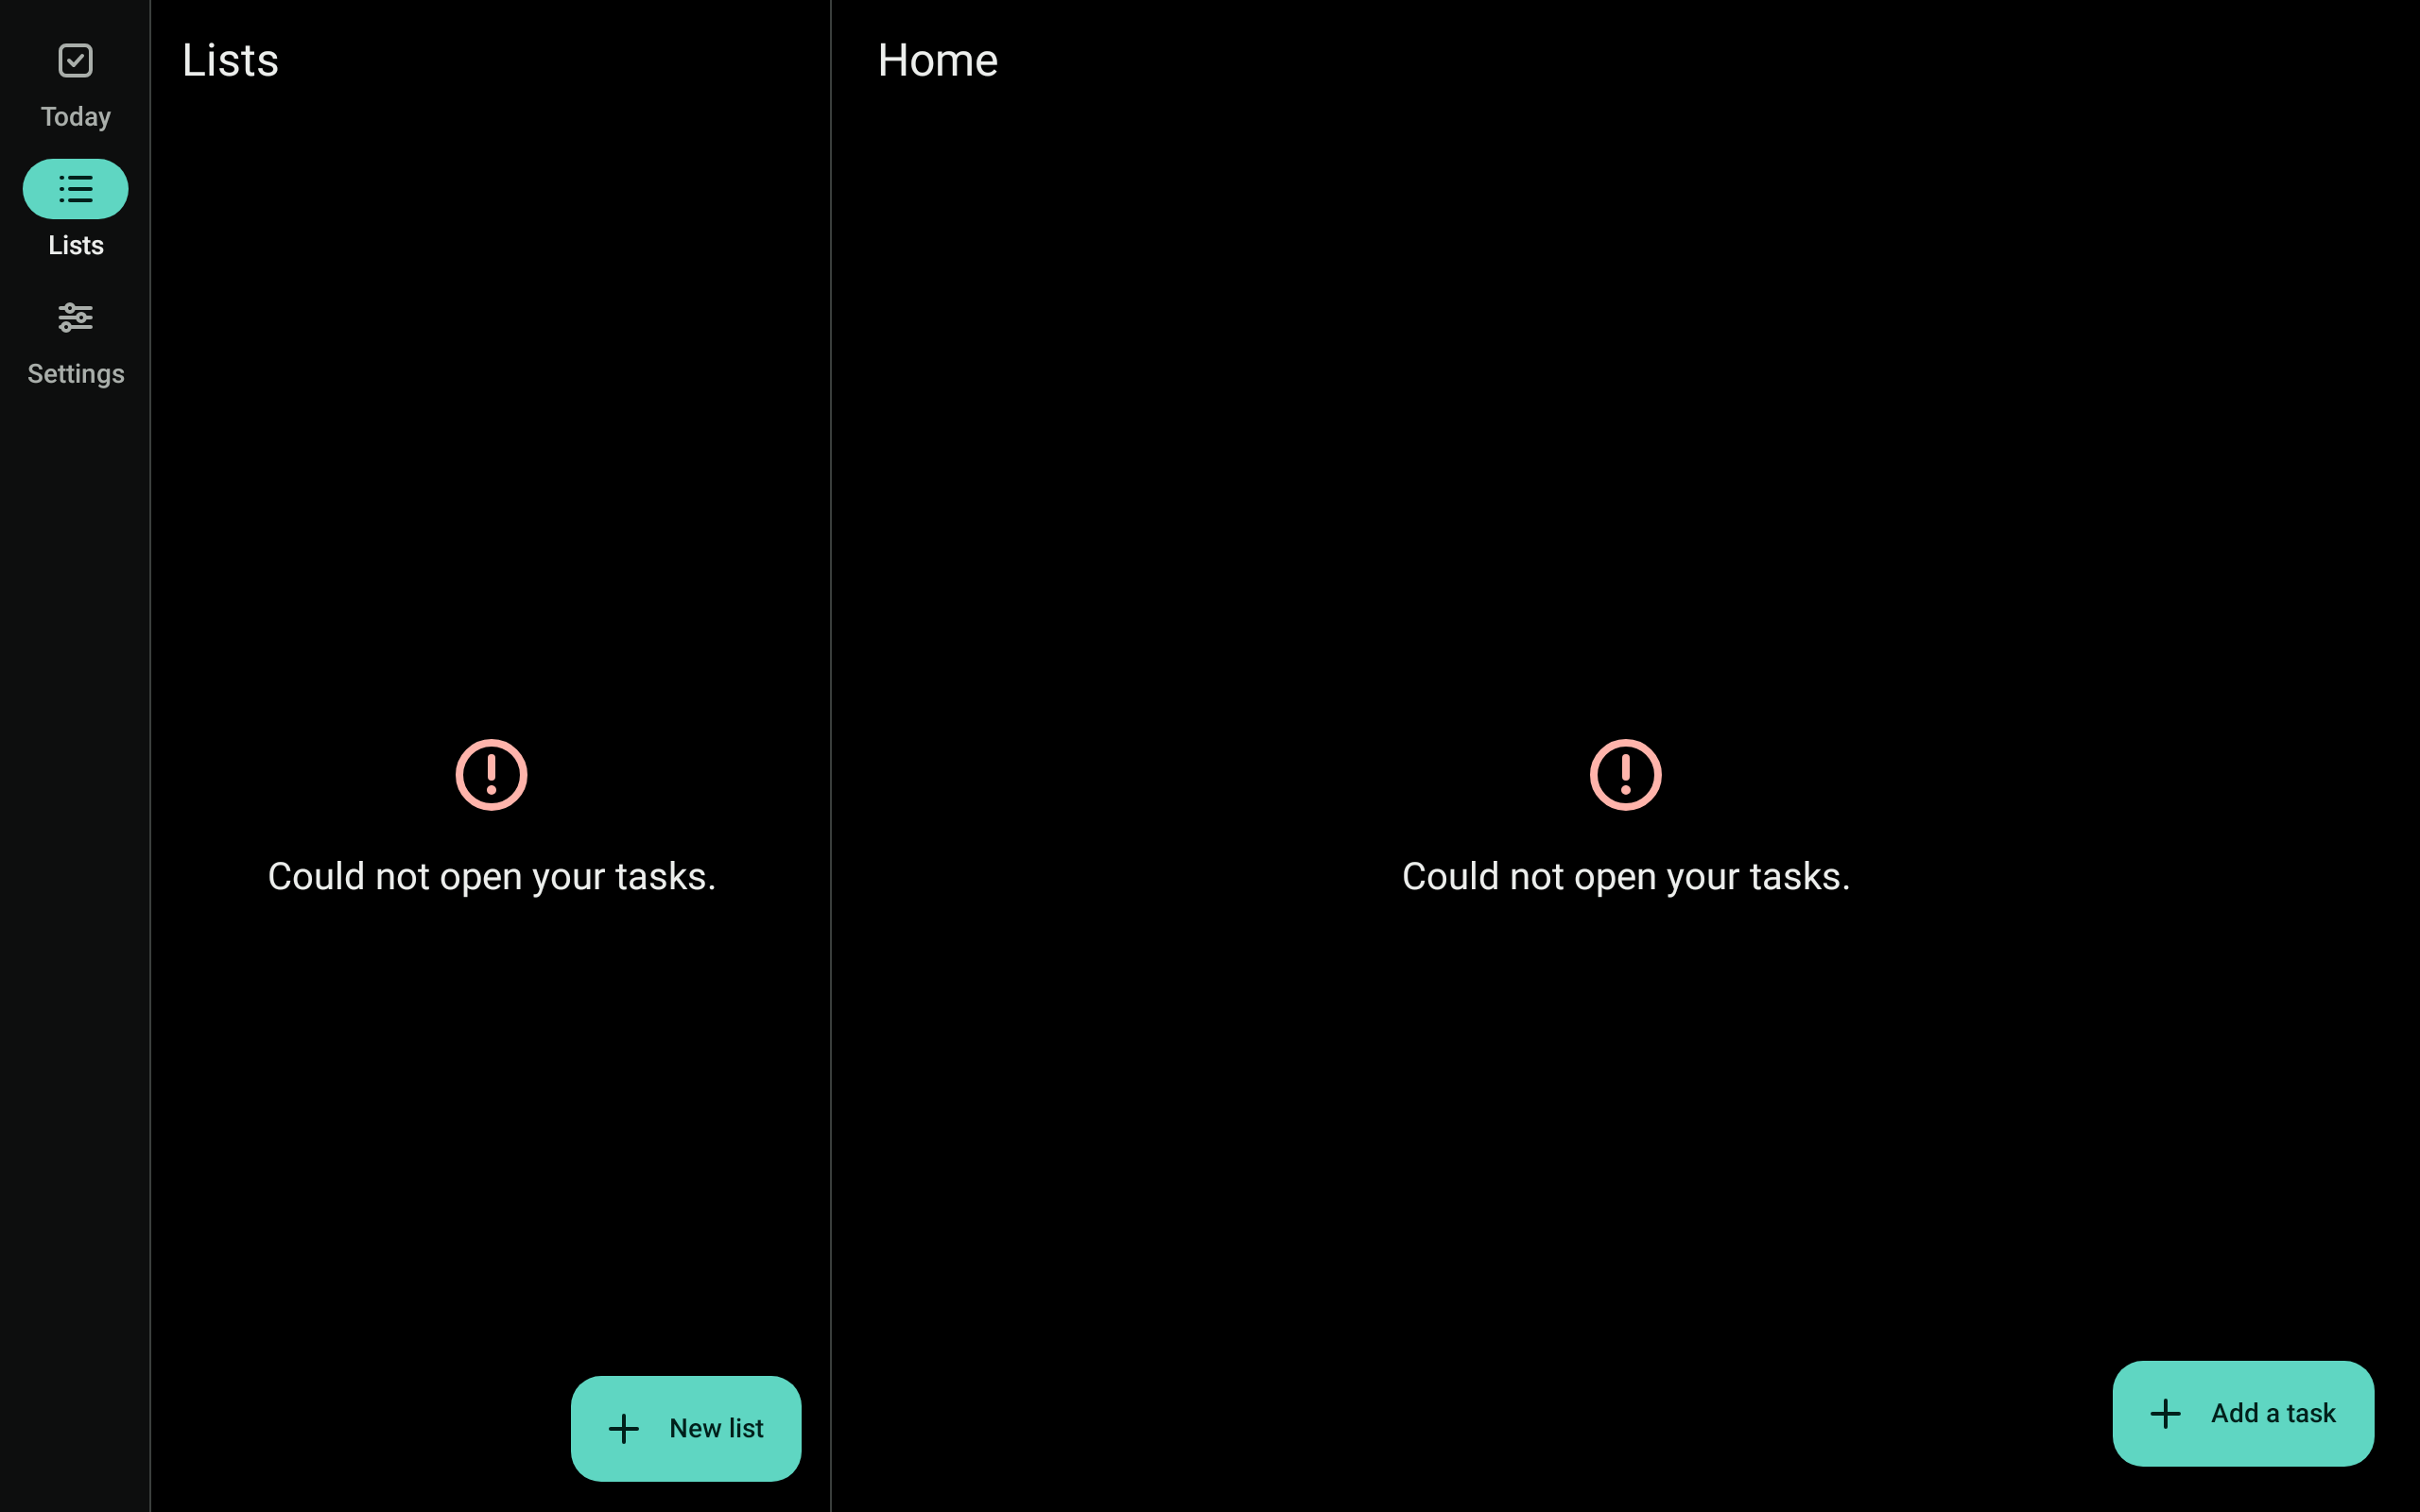 Today
Lists
Settings
Lists
Could not open your tasks.
New list
Home
Could not open your tasks.
Add a task